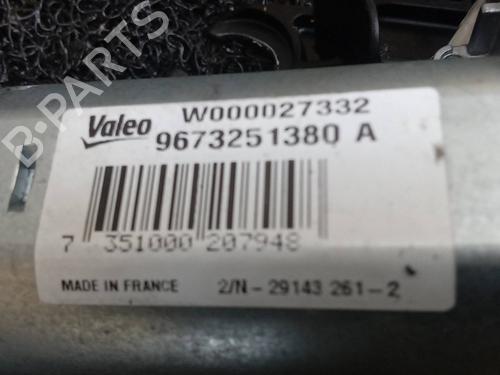 W000027332
Valeo 9673251380 A
7 351000 207948
MADE IN FRANCE 2/N-29143 261-2
B-PARTS